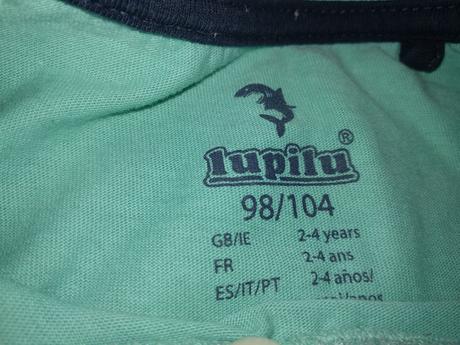 lupilu®
98/104
GB/IE 2-4 years
FR 2-4 ans
ES/IT/PT 2-4 años/